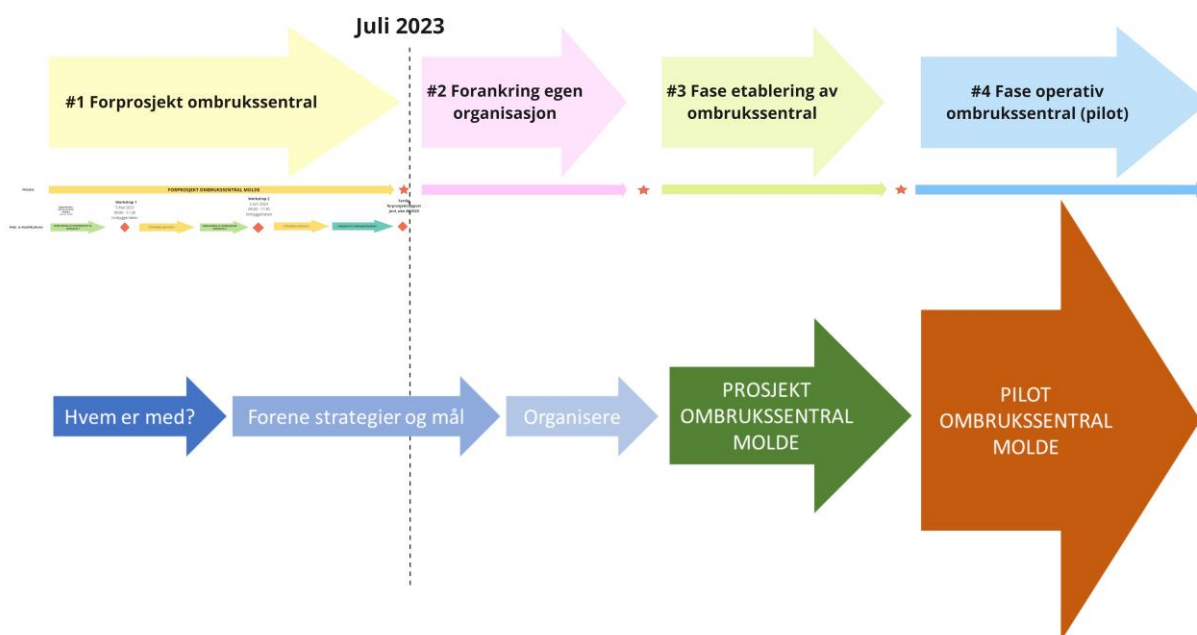 Juli 2023
#1 Forprosjekt ombrukssentral
#2 Forankring egen
organisasjon
#3 Fase etablering av
ombrukssentral
#4 Fase operativ
ombrukssentral (pilot)
FORPROSJEKT OMBRUKSSENTRAL MOLDE
Workshop 1
Workshop 2
Hvem er med?
Forene strategier og mål
Organisere
PROSJEKT
OMBRUKSSENTRAL
MOLDE
PILOT
OMBRUKSSENTRAL
MOLDE